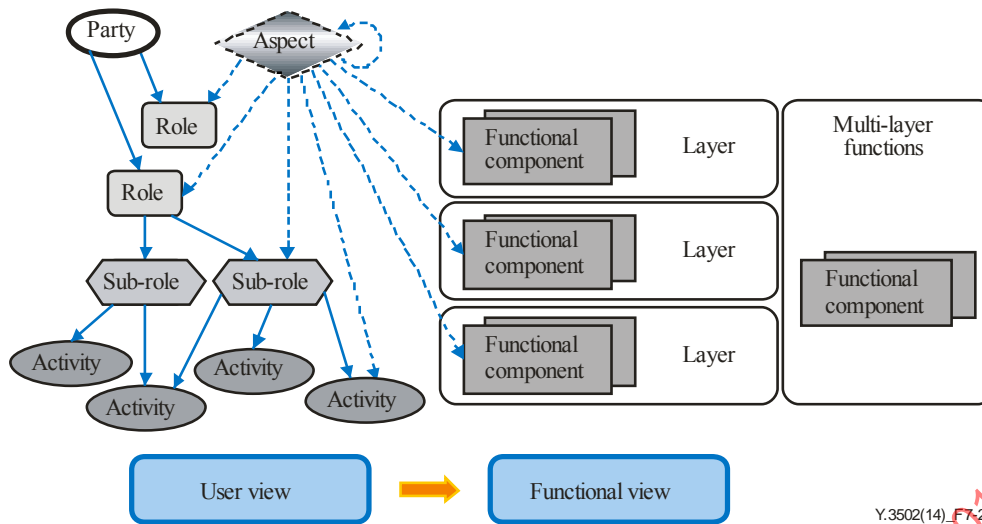 Party
Aspect
Role
Role
Sub-role
Sub-role
Activity
Activity
Activity
Activity
Functional
component
Layer
Functional
component
Layer
Functional
component
Layer
Multi-layer
functions
Functional
component
User view
Functional view
Y.3502(14)_F7-2